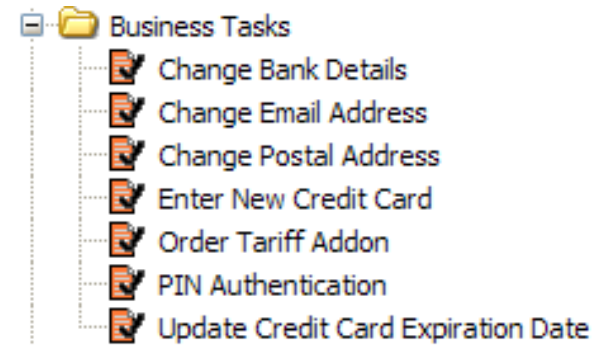 Business Tasks
Change Bank Details
Change Email Address
Change Postal Address
Enter New Credit Card
Order Tariff Addon
PIN Authentication
Update Credit Card Expiration Date